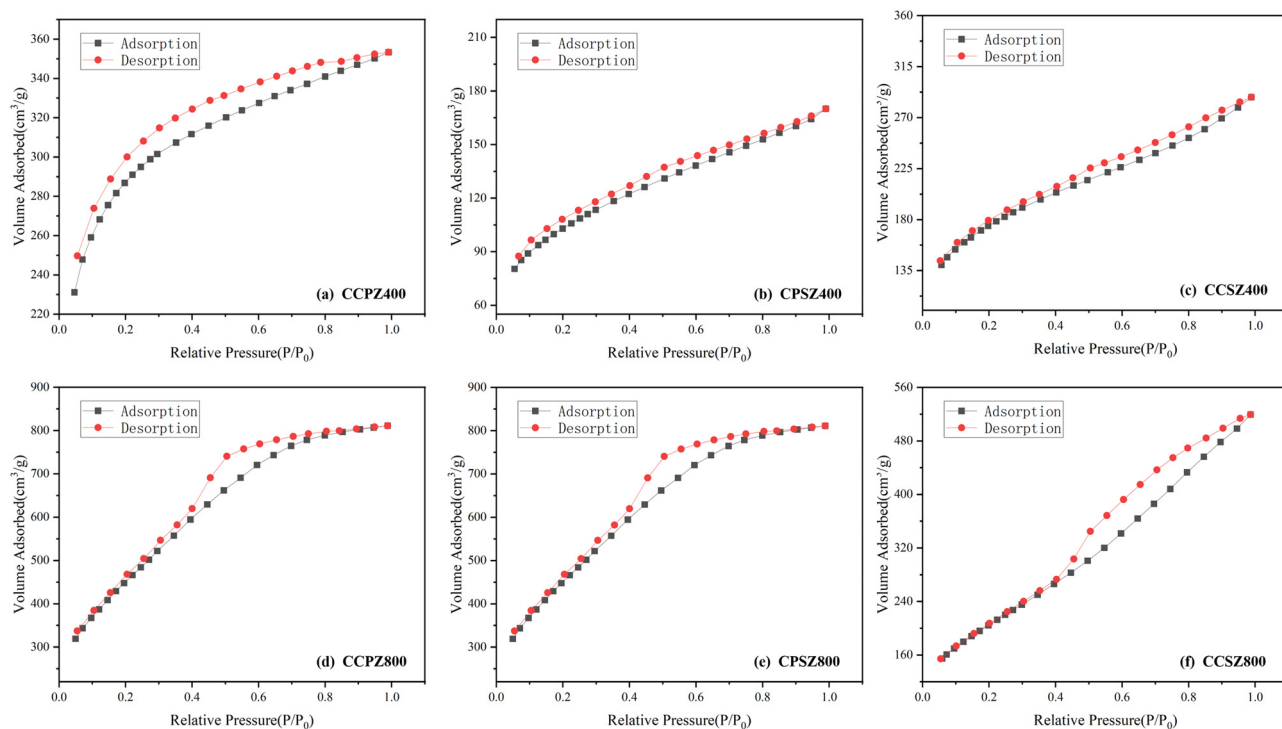 360
340
320
300
280
260
240
220
Volume Adsorbed(cm³/g)
Adsorption
Desorption
(a) CCPZ400
0.0 0.2 0.4 0.6 0.8 1.0
Relative Pressure(P/P₀)
210
180
150
120
90
60
Volume Adsorbed(cm³/g)
Adsorption
Desorption
(b) CPSZ400
0.0 0.2 0.4 0.6 0.8 1.0
Relative Pressure(P/P₀)
360
315
270
225
180
135
Volume Adsorbed(cm³/g)
Adsorption
Desorption
(c) CCSZ400
0.0 0.2 0.4 0.6 0.8 1.0
Relative Pressure(P/P₀)
900
800
700
600
500
400
300
Volume Adsorbed(cm³/g)
Adsorption
Desorption
(d) CCPZ800
0.0 0.2 0.4 0.6 0.8 1.0
Relative Pressure(P/P₀)
900
800
700
600
500
400
300
Volume Adsorbed(cm³/g)
Adsorption
Desorption
(e) CPSZ800
0.0 0.2 0.4 0.6 0.8 1.0
Relative Pressure(P/P₀)
560
480
400
320
240
160
Volume Adsorbed(cm³/g)
Adsorption
Desorption
(f) CCSZ800
0.0 0.2 0.4 0.6 0.8 1.0
Relative Pressure(P/P₀)